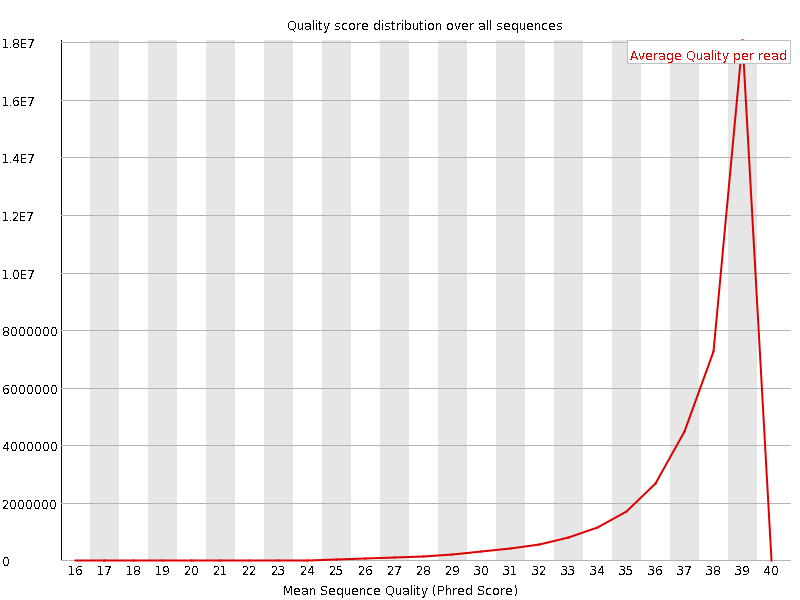 Quality score distribution over all sequences
Average Quality per read
1.8E7
1.6E7
1.4E7
1.2E7
1.0E7
8000000
6000000
4000000
2000000
0
16 17 18 19 20 21 22 23 24 25 26 27 28 29 30 31 32 33 34 35 36 37 38 39 40
Mean Sequence Quality (Phred Score)